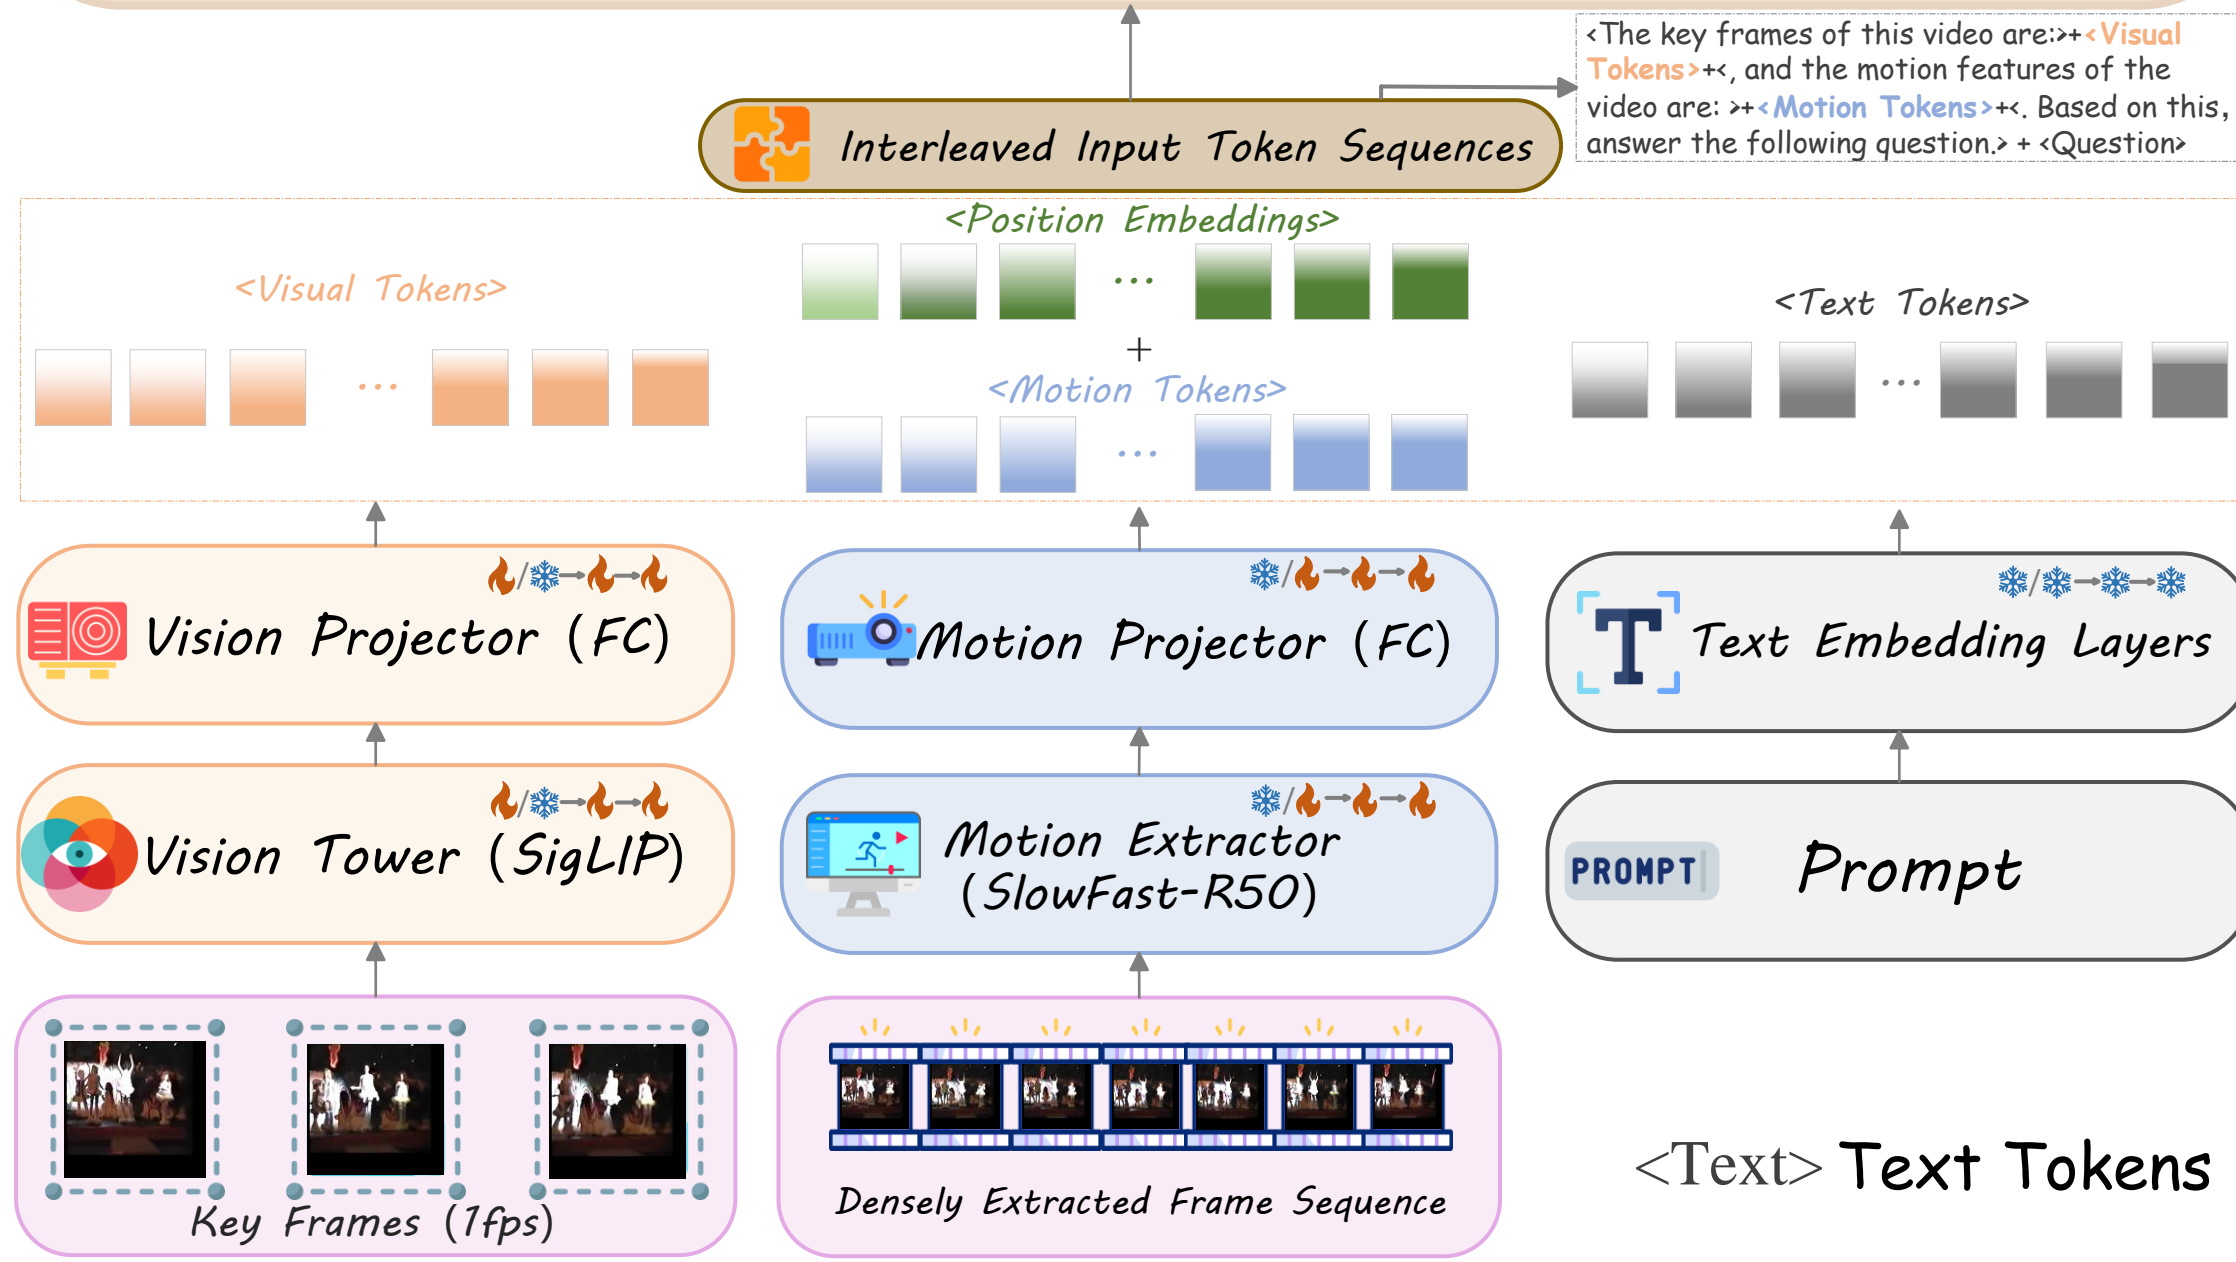 <The key frames of this video are:>+<Visual
Tokens>+<, and the motion features of the
video are: >+<Motion Tokens>+<. Based on this,
answer the following question.> + <Question>
Interleaved Input Token Sequences
<Position Embeddings>
<Visual Tokens>
<Text Tokens>
...
+
<Motion Tokens>
...
...
...
Vision Projector (FC)
Motion Projector (FC)
Text Embedding Layers
Vision Tower (SigLIP)
Motion Extractor
(SlowFast-R50)
PROMPT
Prompt
Key Frames (1fps)
Densely Extracted Frame Sequence
<Text> Text Tokens